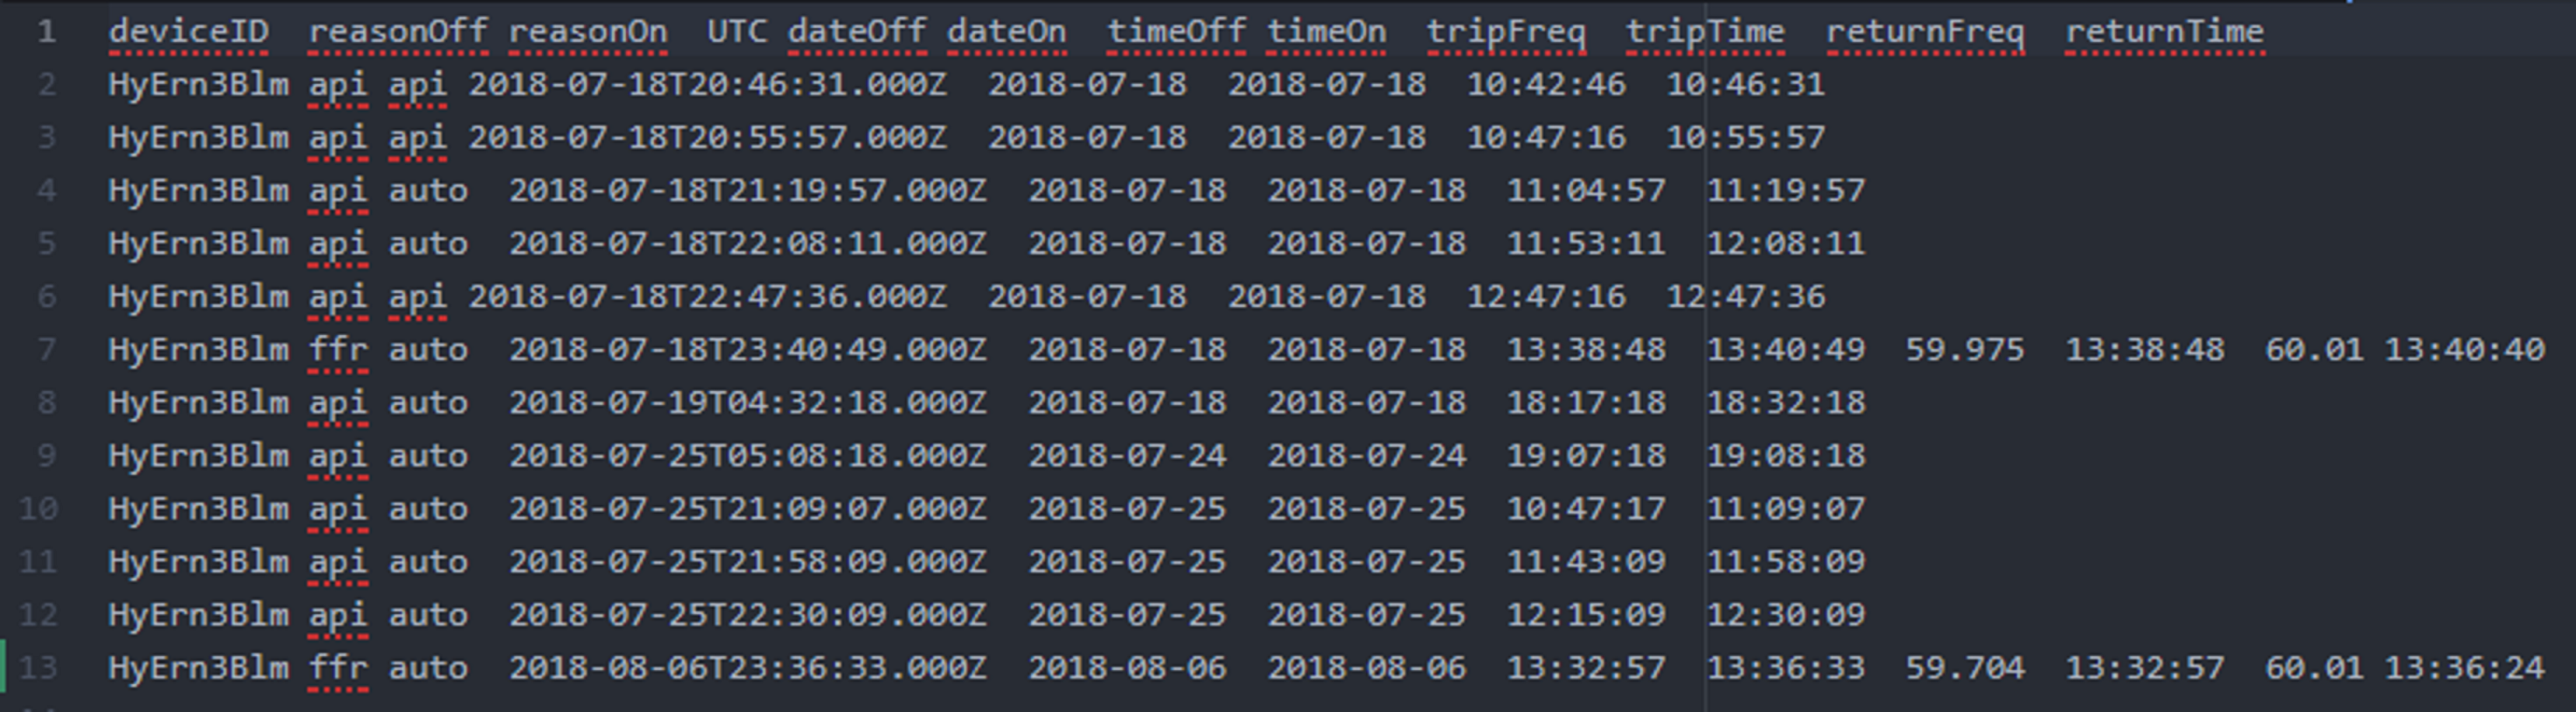 1 deviceID reasonOff reasonOn UTC dateOff dateOn timeOff timeOn tripFreq tripTime returnFreq returnTime
2 HyErn3Blm api api 2018-07-18T20:46:31.000Z 2018-07-18 2018-07-18 10:42:46 10:46:31
3 HyErn3Blm api api 2018-07-18T20:55:57.000Z 2018-07-18 2018-07-18 10:47:16 10:55:57
4 HyErn3Blm api auto 2018-07-18T21:19:57.000Z 2018-07-18 2018-07-18 11:04:57 11:19:57
5 HyErn3Blm api auto 2018-07-18T22:08:11.000Z 2018-07-18 2018-07-18 11:53:11 12:08:11
6 HyErn3Blm api api 2018-07-18T22:47:36.000Z 2018-07-18 2018-07-18 12:47:16 12:47:36
7 HyErn3Blm ffr auto 2018-07-18T23:40:49.000Z 2018-07-18 2018-07-18 13:38:48 13:40:49 59.975 13:38:48 60.01 13:40:40
8 HyErn3Blm api auto 2018-07-19T04:32:18.000Z 2018-07-18 2018-07-18 18:17:18 18:32:18
9 HyErn3Blm api auto 2018-07-25T05:08:18.000Z 2018-07-24 2018-07-24 19:07:18 19:08:18
10 HyErn3Blm api auto 2018-07-25T21:09:07.000Z 2018-07-25 2018-07-25 10:47:17 11:09:07
11 HyErn3Blm api auto 2018-07-25T21:58:09.000Z 2018-07-25 2018-07-25 11:43:09 11:58:09
12 HyErn3Blm api auto 2018-07-25T22:30:09.000Z 2018-07-25 2018-07-25 12:15:09 12:30:09
13 HyErn3Blm ffr auto 2018-08-06T23:36:33.000Z 2018-08-06 2018-08-06 13:32:57 13:36:33 59.704 13:32:57 60.01 13:36:24